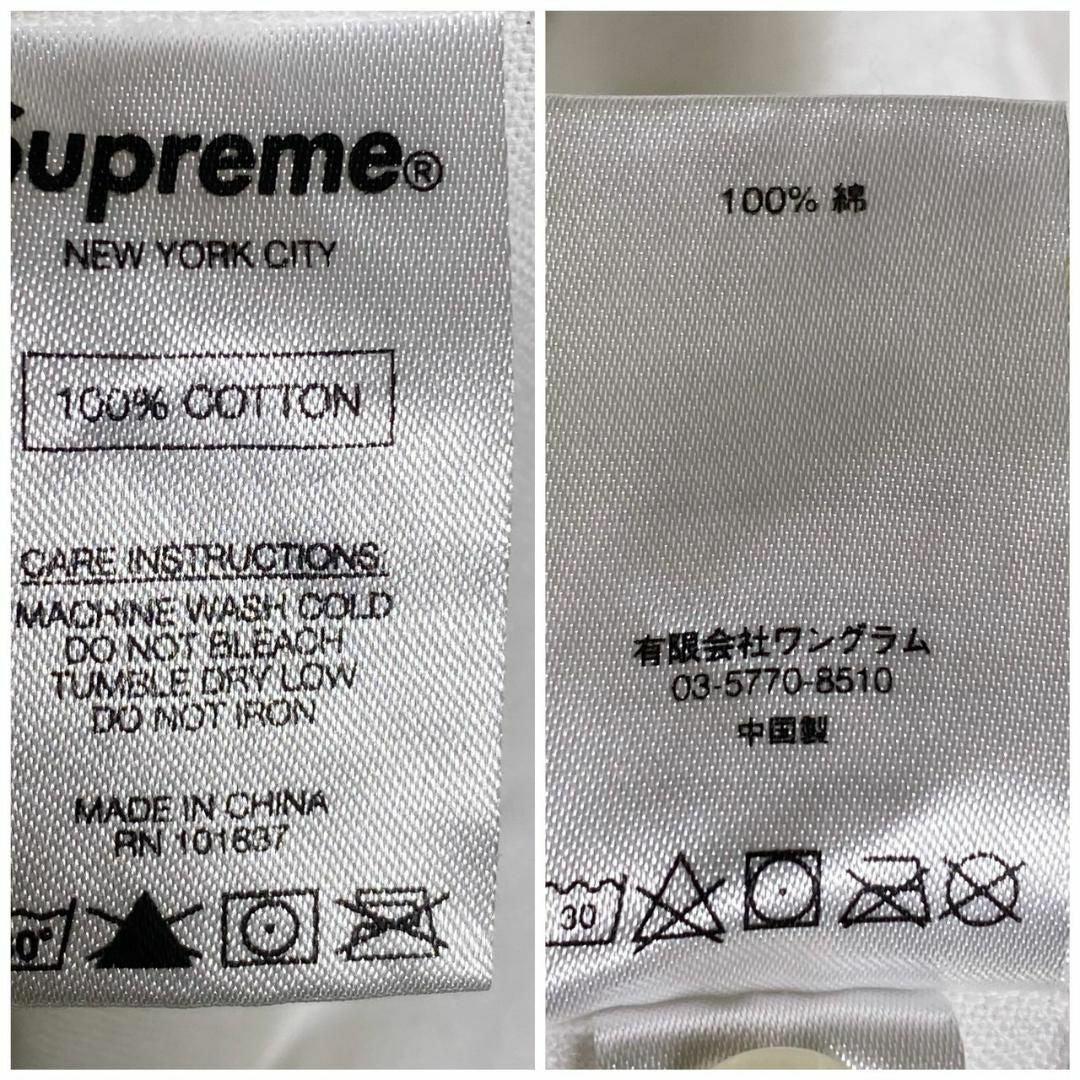 Supreme®
NEW YORK CITY
100% COTTON
CARE INSTRUCTIONS:
MACHINE WASH COLD
DO NOT BLEACH
TUMBLE DRY LOW
DO NOT IRON
MADE IN CHINA
RN 101837
0°
100% 綿
有限会社ワングラム
03-5770-8510
中国製
30